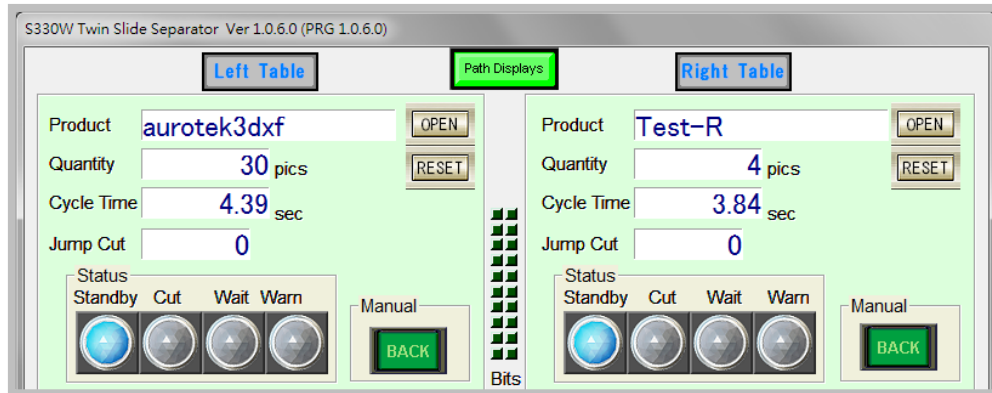 S330W Twin Slide Separator Ver 1.0.6.0 (PRG 1.0.6.0)
Left Table
Path Displays
Right Table
Product aurotek3dxf OPEN
Quantity 30 pics RESET
Cycle Time 4.39 sec
Jump Cut 0
Status
Standby Cut Wait Warn
Manual
BACK
Bits
Product Test-R OPEN
Quantity 4 pics RESET
Cycle Time 3.84 sec
Jump Cut 0
Status
Standby Cut Wait Warn
Manual
BACK